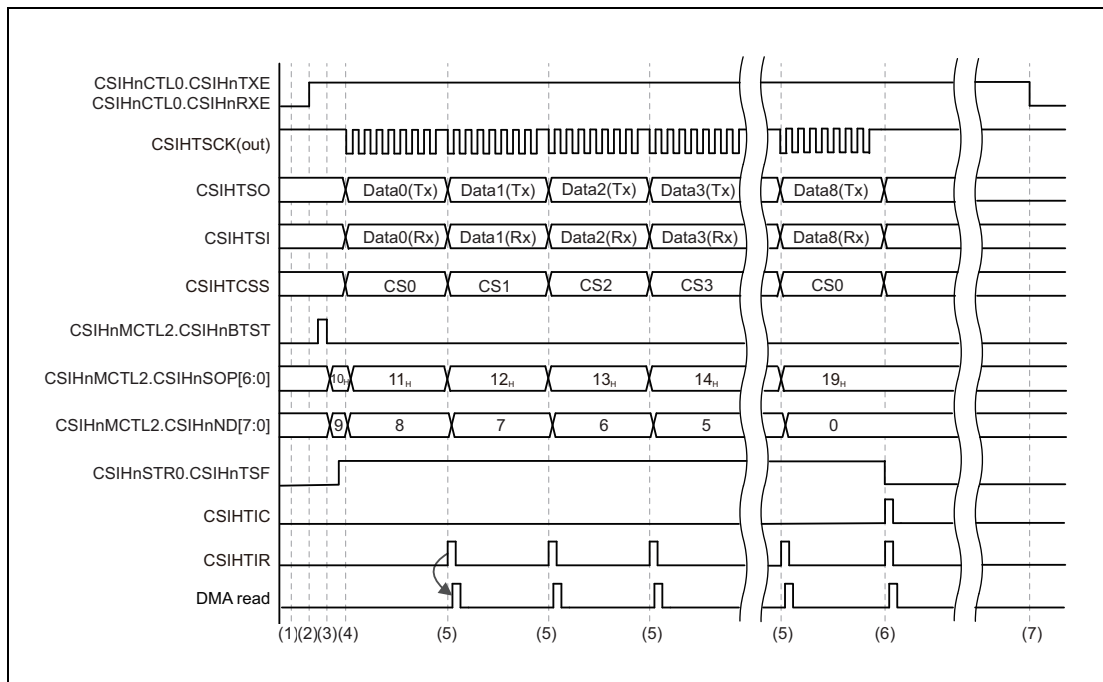 CSIHnCTL0.CSIHnTXE
CSIHnCTL0.CSIHnRXE
CSIHTSCK(out)
CSIHTSO Data0(Tx) Data1(Tx) Data2(Tx) Data3(Tx) Data8(Tx)
CSIHTSI Data0(Rx) Data1(Rx) Data2(Rx) Data3(Rx) Data8(Rx)
CSIHTCSS CS0 CS1 CS2 CS3 CS0
CSIHnMCTL2.CSIHnBTST
CSIHnMCTL2.CSIHnSOP[6:0] 10H 11H 12H 13H 14H 19H
CSIHnMCTL2.CSIHnND[7:0] 9 8 7 6 5 0
CSIHnSTR0.CSIHnTSF
CSIHTIC
CSIHTIR
DMA read
(1) (2) (3) (4) (5) (5) (5) (5) (6) (7)